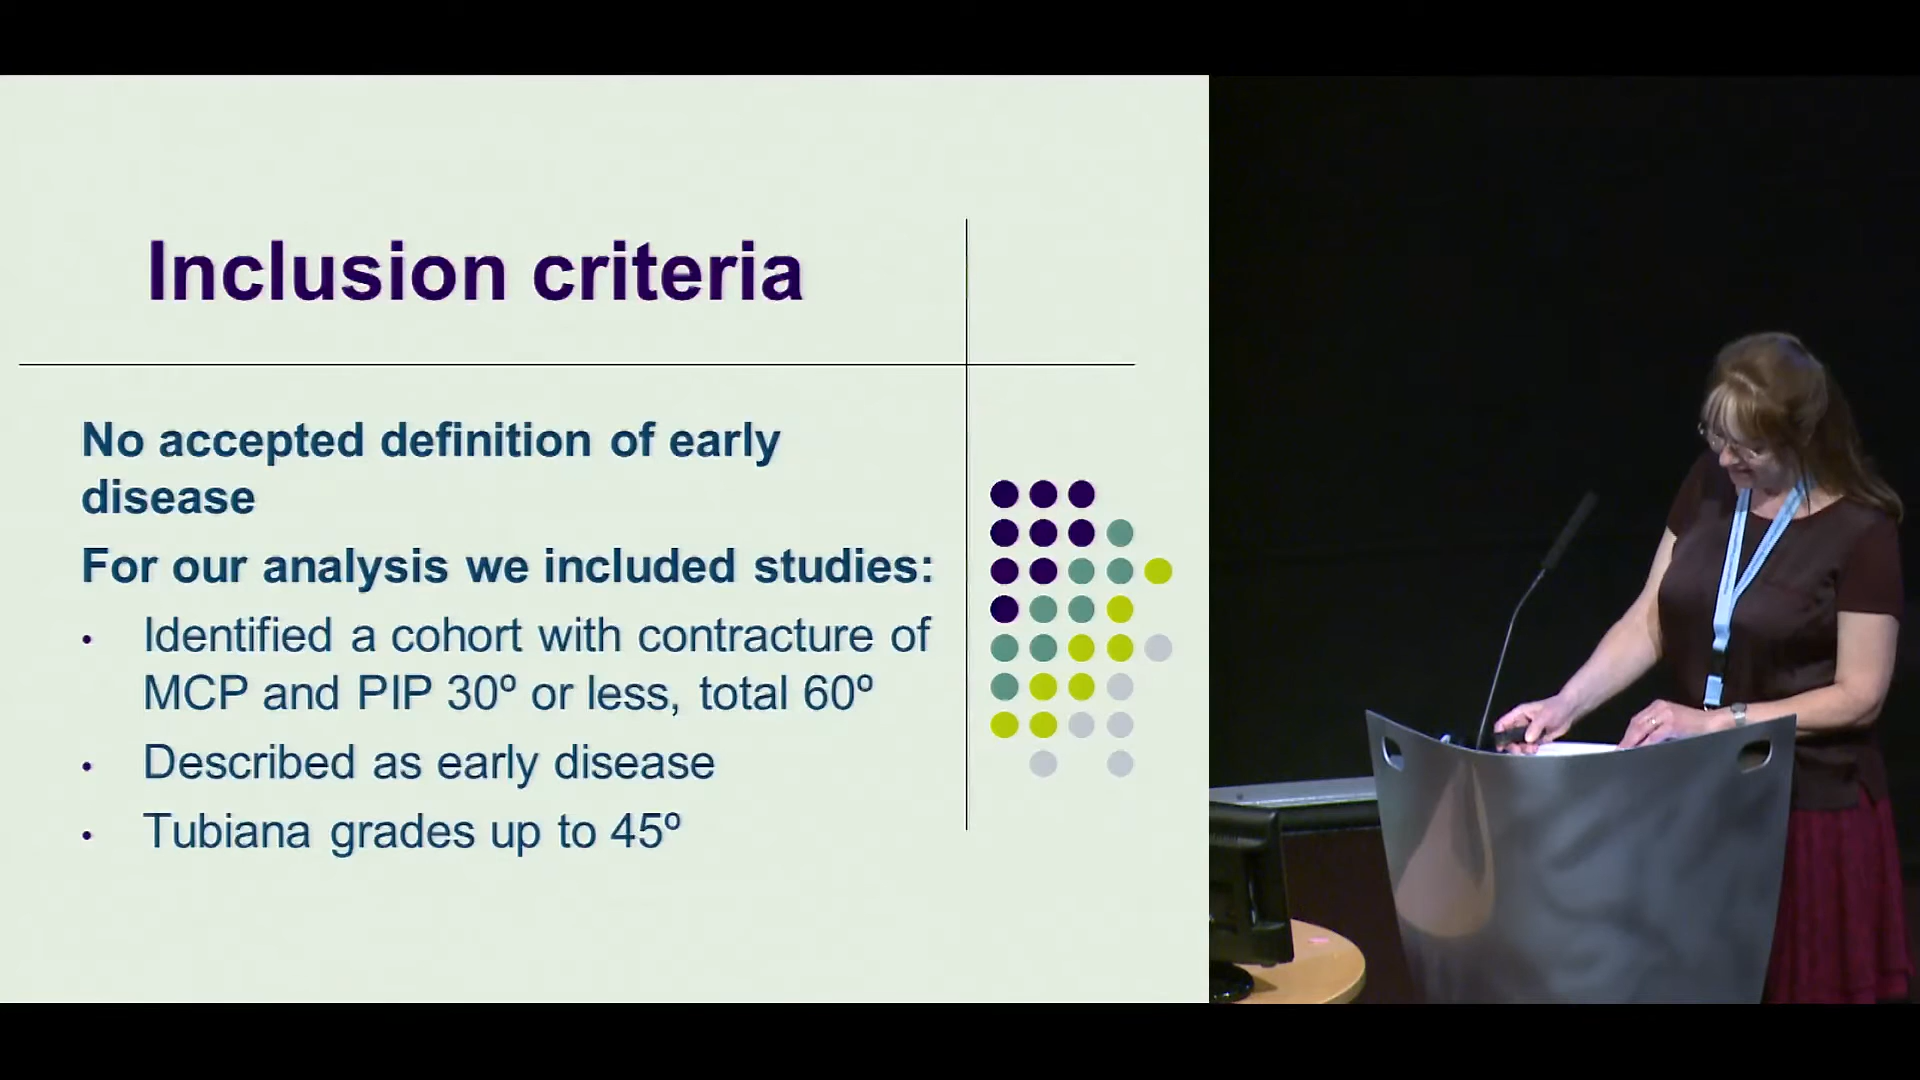 Inclusion criteria
No accepted definition of early
disease
For our analysis we included studies:
• Identified a cohort with contracture of
MCP and PIP 30º or less, total 60º
• Described as early disease
• Tubiana grades up to 45º